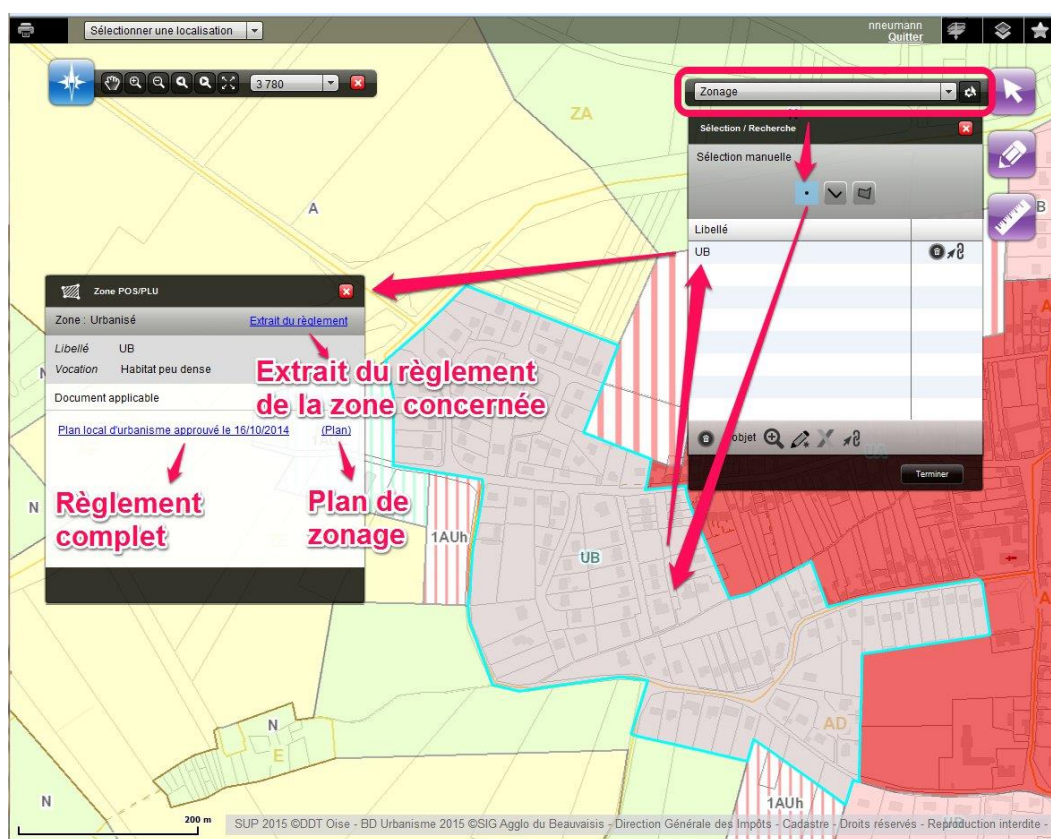 Sélectionner une localisation
nneumann
Quitter
3 780
Zonage
ZA
Sélection / Recherche
Sélection manuelle
A
B
Libellé
UB
Zone POS/PLU
Zone : Urbanisé Extrait du règlement
Libellé UB
Vocation Habitat peu dense
Extrait du règlement
de la zone concernée
Document applicable
Plan local d'urbanisme approuvé le 16/10/2014 (Plan)
objet
Terminer
N
Règlement
complet
Plan de
zonage
1AUh
UB
A
AD
N
E
N
1AUh
200 m
SUP 2015 ©DDT Oise - BD Urbanisme 2015 ©SIG Agglo du Beauvaisis - Direction Générale des Impôts - Cadastre - Droits réservés - Reproduction interdite -